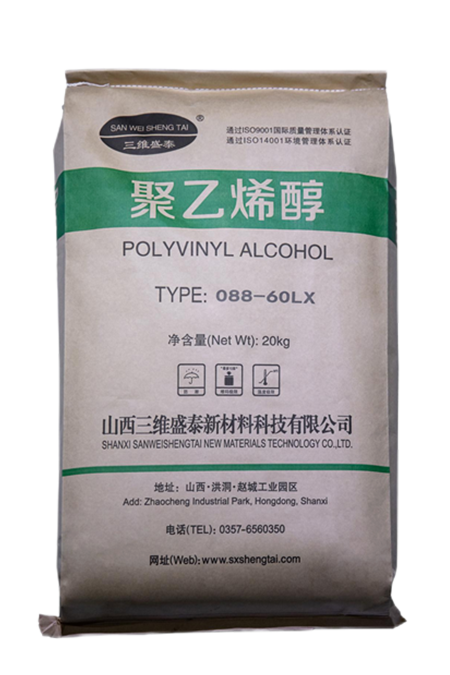 SAN WEI SHENG TAI
®
三维盛泰
通过ISO9001国际质量管理体系认证
通过ISO14001环境管理体系认证
聚乙烯醇
POLYVINYL ALCOHOL
TYPE: 088-60LX
净含量(Net Wt): 20kg
山西三维盛泰新材料科技有限公司
SHANXI SANWEISHENGTAI NEW MATERIALS TECHNOLOGY CO.,LTD.
地址: 山西·洪洞·赵城工业园区
Add: Zhaocheng Industrial Park, Hongdong, Shanxi
电话(TEL): 0357-6560350
网址(Web): www.sxshengtai.com